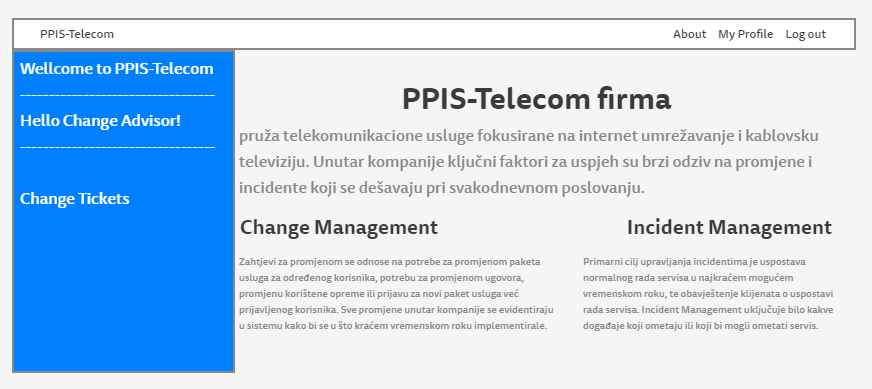 PPIS-Telecom
About My Profile Log out
Wellcome to PPIS-Telecom
-----------------------------------
Hello Change Advisor!
-----------------------------------
Change Tickets
PPIS-Telecom firma
pruža telekomunikacione usluge fokusirane na internet umrežavanje i kablovsku
televiziju. Unutar kompanije ključni faktori za uspjeh su brzi odziv na promjene i
incidente koji se dešavaju pri svakodnevnom poslovanju.
Change Management
Zahtjevi za promjenom se odnose na potrebe za promjenom paketa
usluga za određenog korisnika, potrebu za promjenom ugovora,
promjenu korištene opreme ili prijavu za novi paket usluga već
prijavljenog korisnika. Sve promjene unutar kompanije se evidentiraju
u sistemu kako bi se u što kraćem vremenskom roku implementirale.
Incident Management
Primarni cilj upravljanja incidentima je uspostava
normalnog rada servisa u najkraćem mogućem
vremenskom roku, te obavještenje klijenata o uspostavi
rada servisa. Incident Management uključuje bilo kakve
događaje koji ometaju ili koji bi mogli ometati servis.